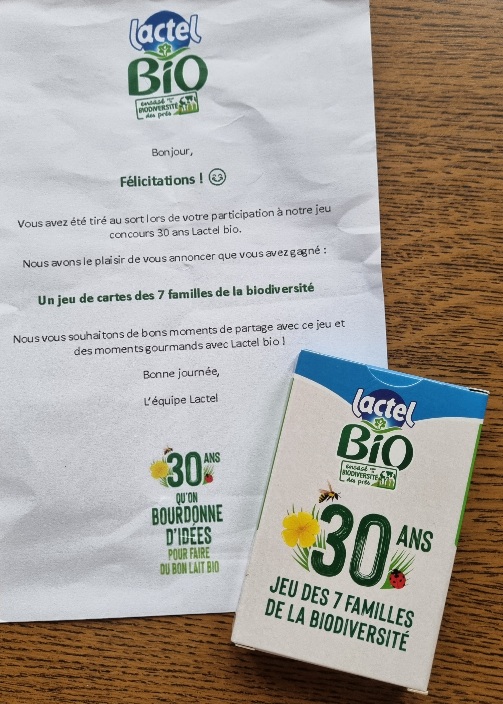 lactel
BiO
engagé
BIODIVERSITÉ
des prés
Bonjour,
Félicitations !
Vous avez été tiré au sort lors de votre participation à notre jeu
concours 30 ans Lactel bio.
Nous avons le plaisir de vous annoncer que vous avez gagné :
Un jeu de cartes des 7 familles de la biodiversité
Nous vous souhaitons de bons moments de partage avec ce jeu et
des moments gourmands avec Lactel bio !
Bonne journée,
L'équipe Lactel
30 ANS
QU'ON
BOURDONNE
D'IDÉES
POUR FAIRE
DU BON LAIT BIO
lactel
BiO
engagé
BIODIVERSITÉ
des prés
30 ANS
JEU DES 7 FAMILLES
DE LA BIODIVERSITÉ